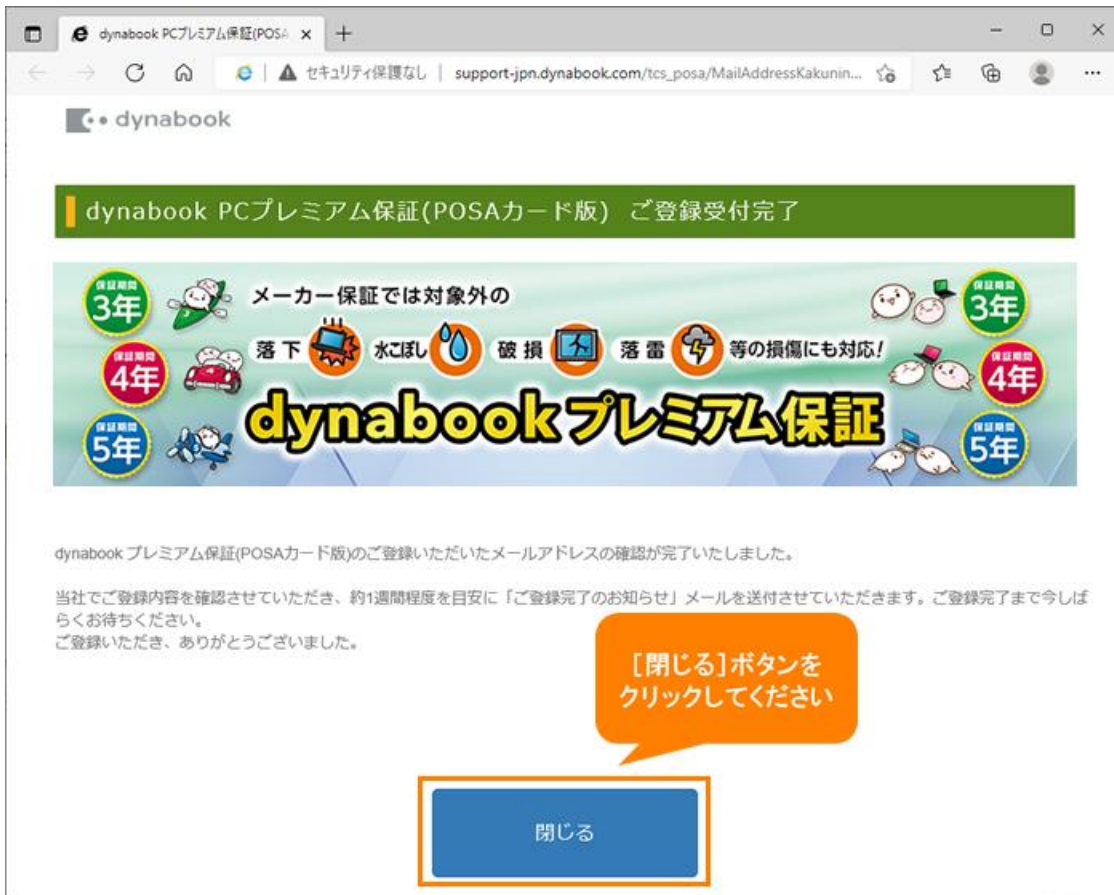 dynabook PCプレミアム保証(POSA
セキュリティ保護なし | support-jpn.dynabook.com/tcs_posa/MailAddressKakunin...
dynabook
dynabook PCプレミアム保証(POSAカード版) ご登録受付完了
保証期間 3年
保証期間 4年
保証期間 5年
メーカー保証では対象外の
落下 水こぼし 破損 落雷 等の損傷にも対応!
dynabook プレミアム保証
保証期間 3年
保証期間 4年
保証期間 5年
dynabook プレミアム保証(POSAカード版)のご登録いただいたメールアドレスの確認が完了いたしました。
当社でご登録内容を確認させていただき、約1週間程度を目安に「ご登録完了のお知らせ」メールを送付させていただきます。ご登録完了まで今しば
らくお待ちください。
ご登録いただき、ありがとうございました。
[閉じる]ボタンを
クリックしてください
閉じる